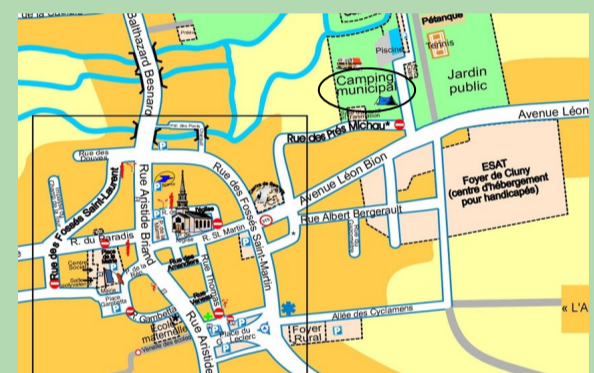 Balthazard Besnard
Pétanque
Piscine
Tennis
Camping
municipal
Jardin
public
Avenue Léon
Rue des Prés Michau*
Rue des
Douves
ESAT
Foyer de Cluny
(centre d'hébergement
pour handicapés)
Rue des Fossés Saint-Laurent
Rue Aristide Briand
Rue des Fossés Saint-Martin
Avenue Léon Bion
Rue Albert Bergerault
R. St. Martin
R. du Paradis
Rue Thomas
Place
Gambetta
Gambetta
École
maternelle
Rue Aristide
Place du
Leclerc
Allée des Cyclamens
Foyer
Rural
« L'A